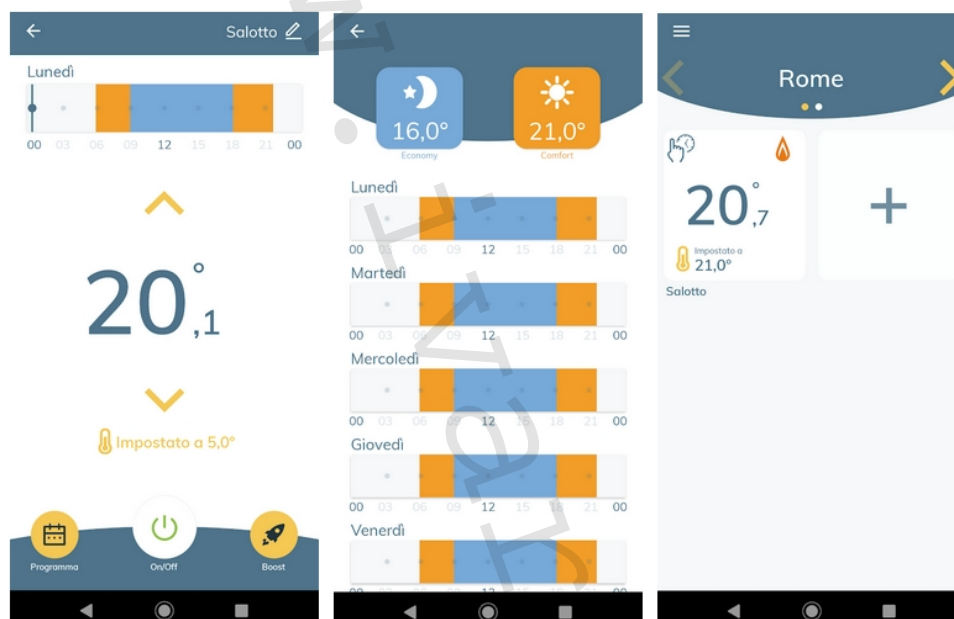 Salotto
Lunedì
00 03 06 09 12 15 18 21 00
20°,1
Impostato a 5,0°
Programma
On/Off
Boost
16,0°
Economy
21,0°
Comfort
Lunedì
00 03 06 09 12 15 18 21 00
Martedì
00 03 06 09 12 15 18 21 00
Mercoledì
00 03 06 09 12 15 18 21 00
Giovedì
00 03 06 09 12 15 18 21 00
Venerdì
Rome
20°,7
Impostato a
21,0°
Salotto